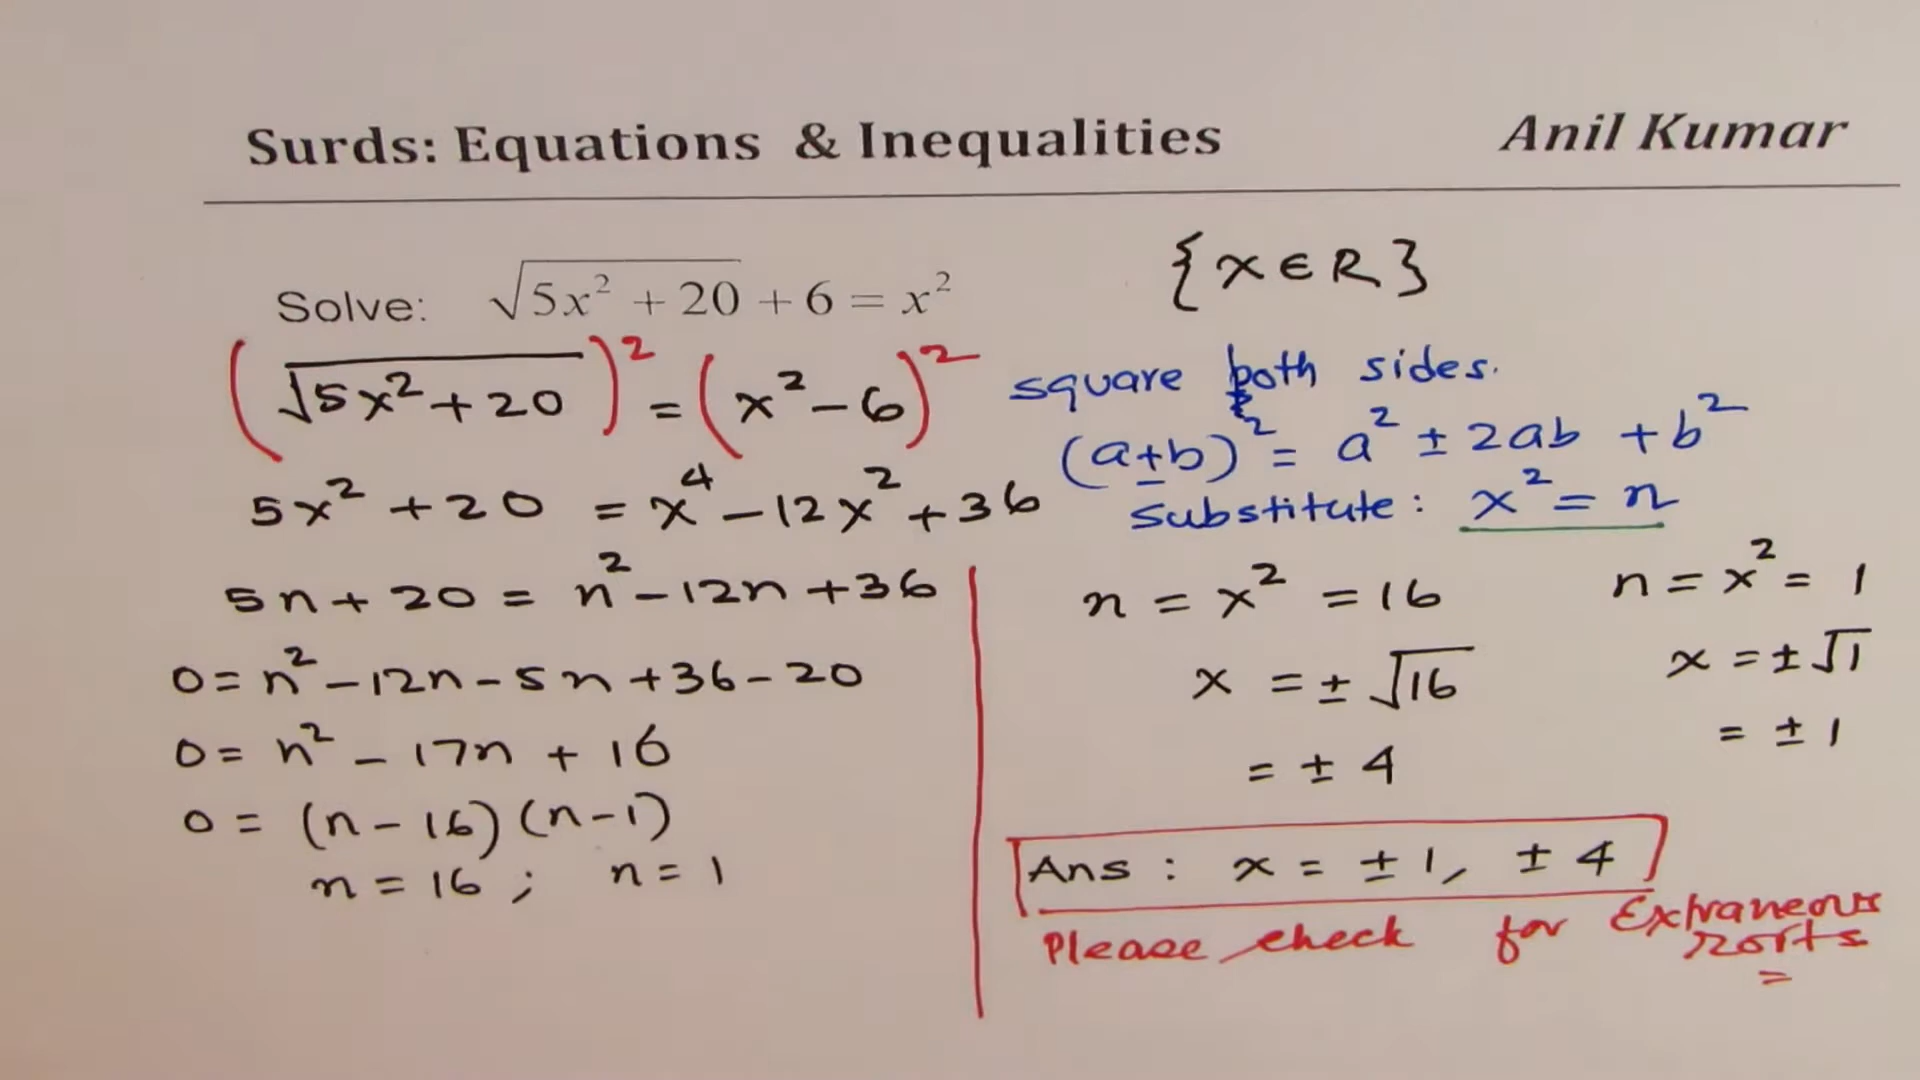 Surds: Equations & Inequalities
Anil Kumar
Solve: √(5x² + 20) + 6 = x²
{x ∈ R}
(√(5x² + 20))² = (x² − 6)²
square both sides.
(a ± b)² = a² ± 2ab + b²
5x² + 20 = x⁴ − 12x² + 36
Substitute: x² = n
5n + 20 = n² − 12n + 36
0 = n² − 12n − 5n + 36 − 20
0 = n² − 17n + 16
0 = (n − 16)(n − 1)
n = 16 ; n = 1
n = x² = 16
x = ± √16
= ± 4
n = x² = 1
x = ± √1
= ± 1
Ans : x = ± 1, ± 4
Please check for Extraneous
roots